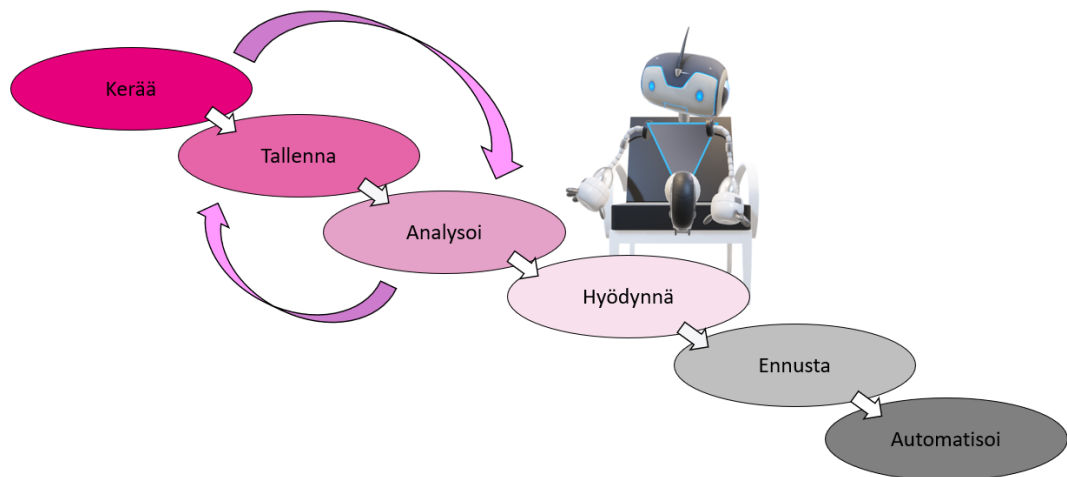 Kerää
Tallenna
Analysoi
Hyödynnä
Ennusta
Automatisoi